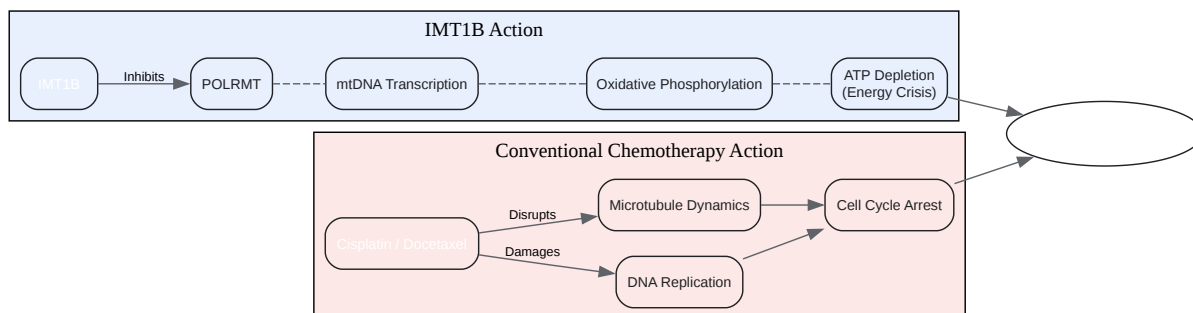 IMT1B Action
IMT1B
Inhibits
POLRMT
mtDNA Transcription
Oxidative Phosphorylation
ATP Depletion
(Energy Crisis)
Conventional Chemotherapy Action
Cisplatin / Docetaxel
Disrupts
Damages
Microtubule Dynamics
DNA Replication
Cell Cycle Arrest